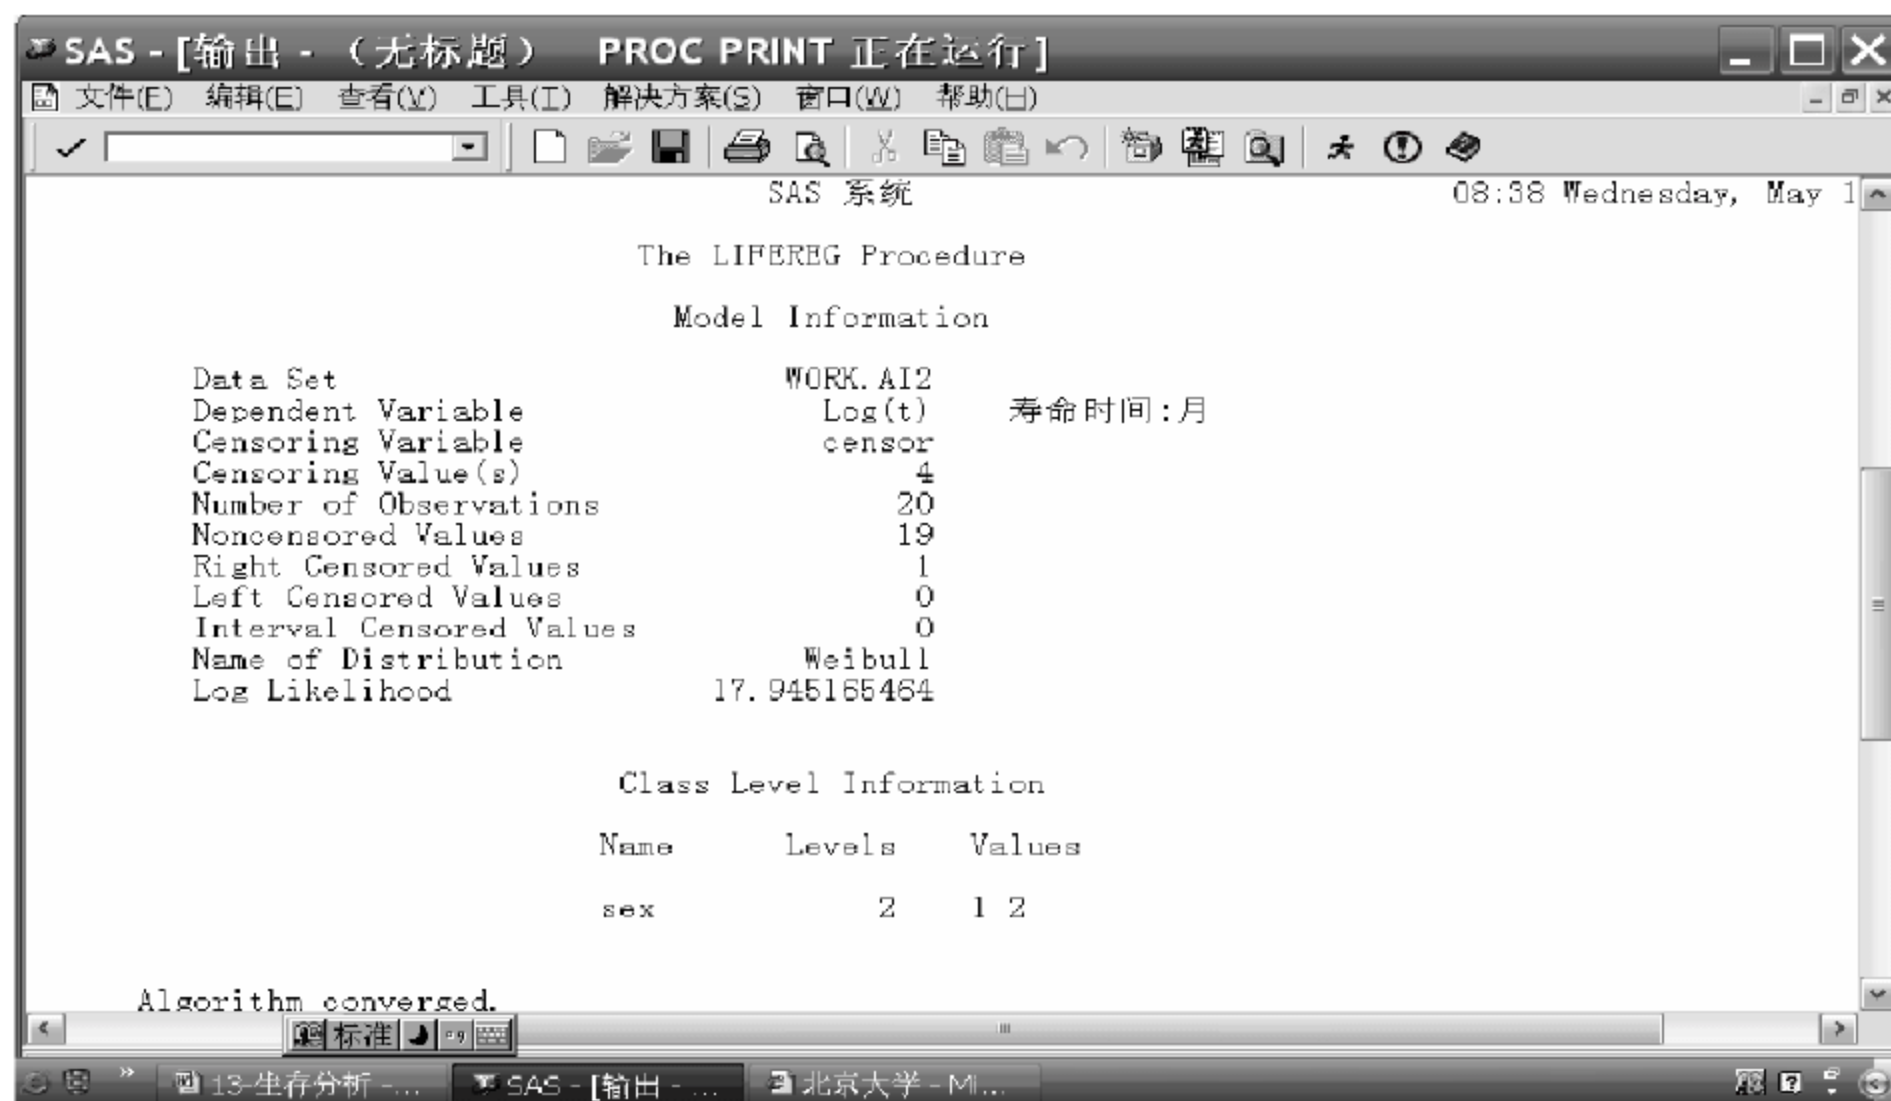 SAS - [输出 - （无标题） PROC PRINT 正在运行]
文件(F) 编辑(E) 查看(V) 工具(T) 解决方案(S) 窗口(W) 帮助(H)
SAS 系统 08:38 Wednesday, May 1
The LIFEREG Procedure
Model Information
Data Set WORK.AI2
Dependent Variable Log(t) 寿命时间:月
Censoring Variable censor
Censoring Value(s) 4
Number of Observations 20
Noncensored Values 19
Right Censored Values 1
Left Censored Values 0
Interval Censored Values 0
Name of Distribution Weibull
Log Likelihood 17.945165464
Class Level Information
Name Levels Values
sex 2 1 2
Algorithm converged.
标准
13-生存分析 -... SAS - [输出 - ... 北京大学 - Mi...